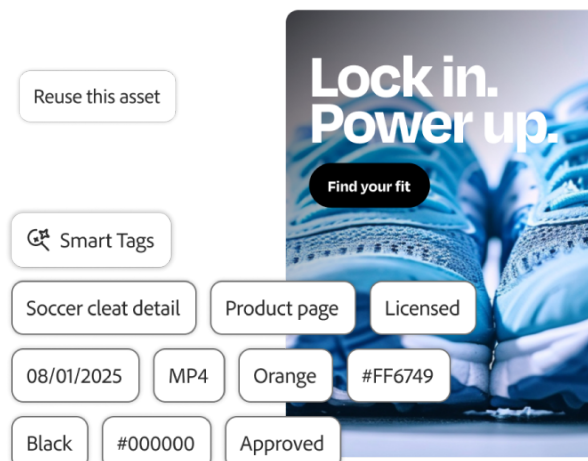 Lock in.
Power up.
Reuse this asset
Find your fit
Smart Tags
Soccer cleat detail
Product page
Licensed
08/01/2025
MP4
Orange
#FF6749
Black
#000000
Approved